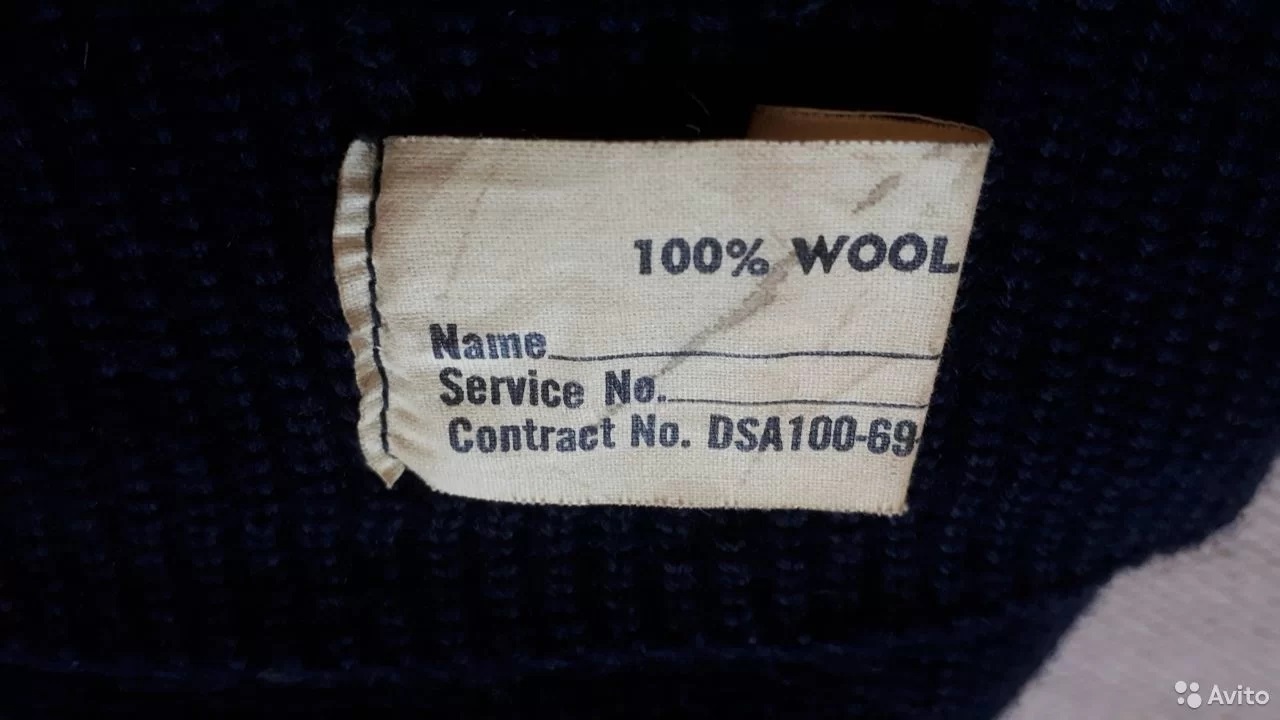 100% WOOL
Name
Service No.
Contract No. DSA100-69-
Avito